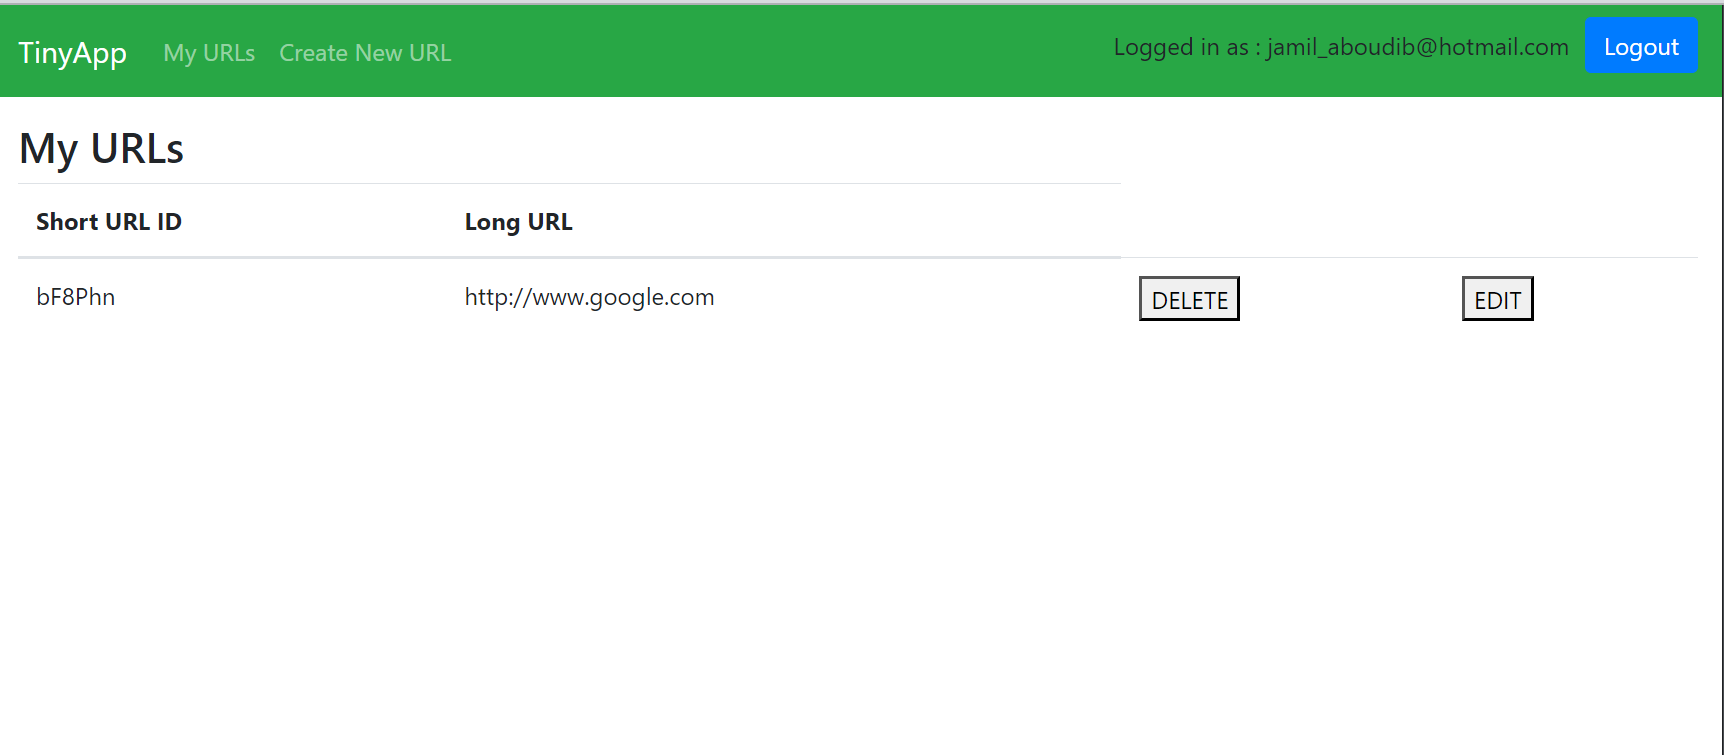 TinyApp My URLs Create New URL Logged in as : jamil_aboudib@hotmail.com Logout
My URLs
Short URL ID Long URL
bF8Phn http://www.google.com DELETE EDIT